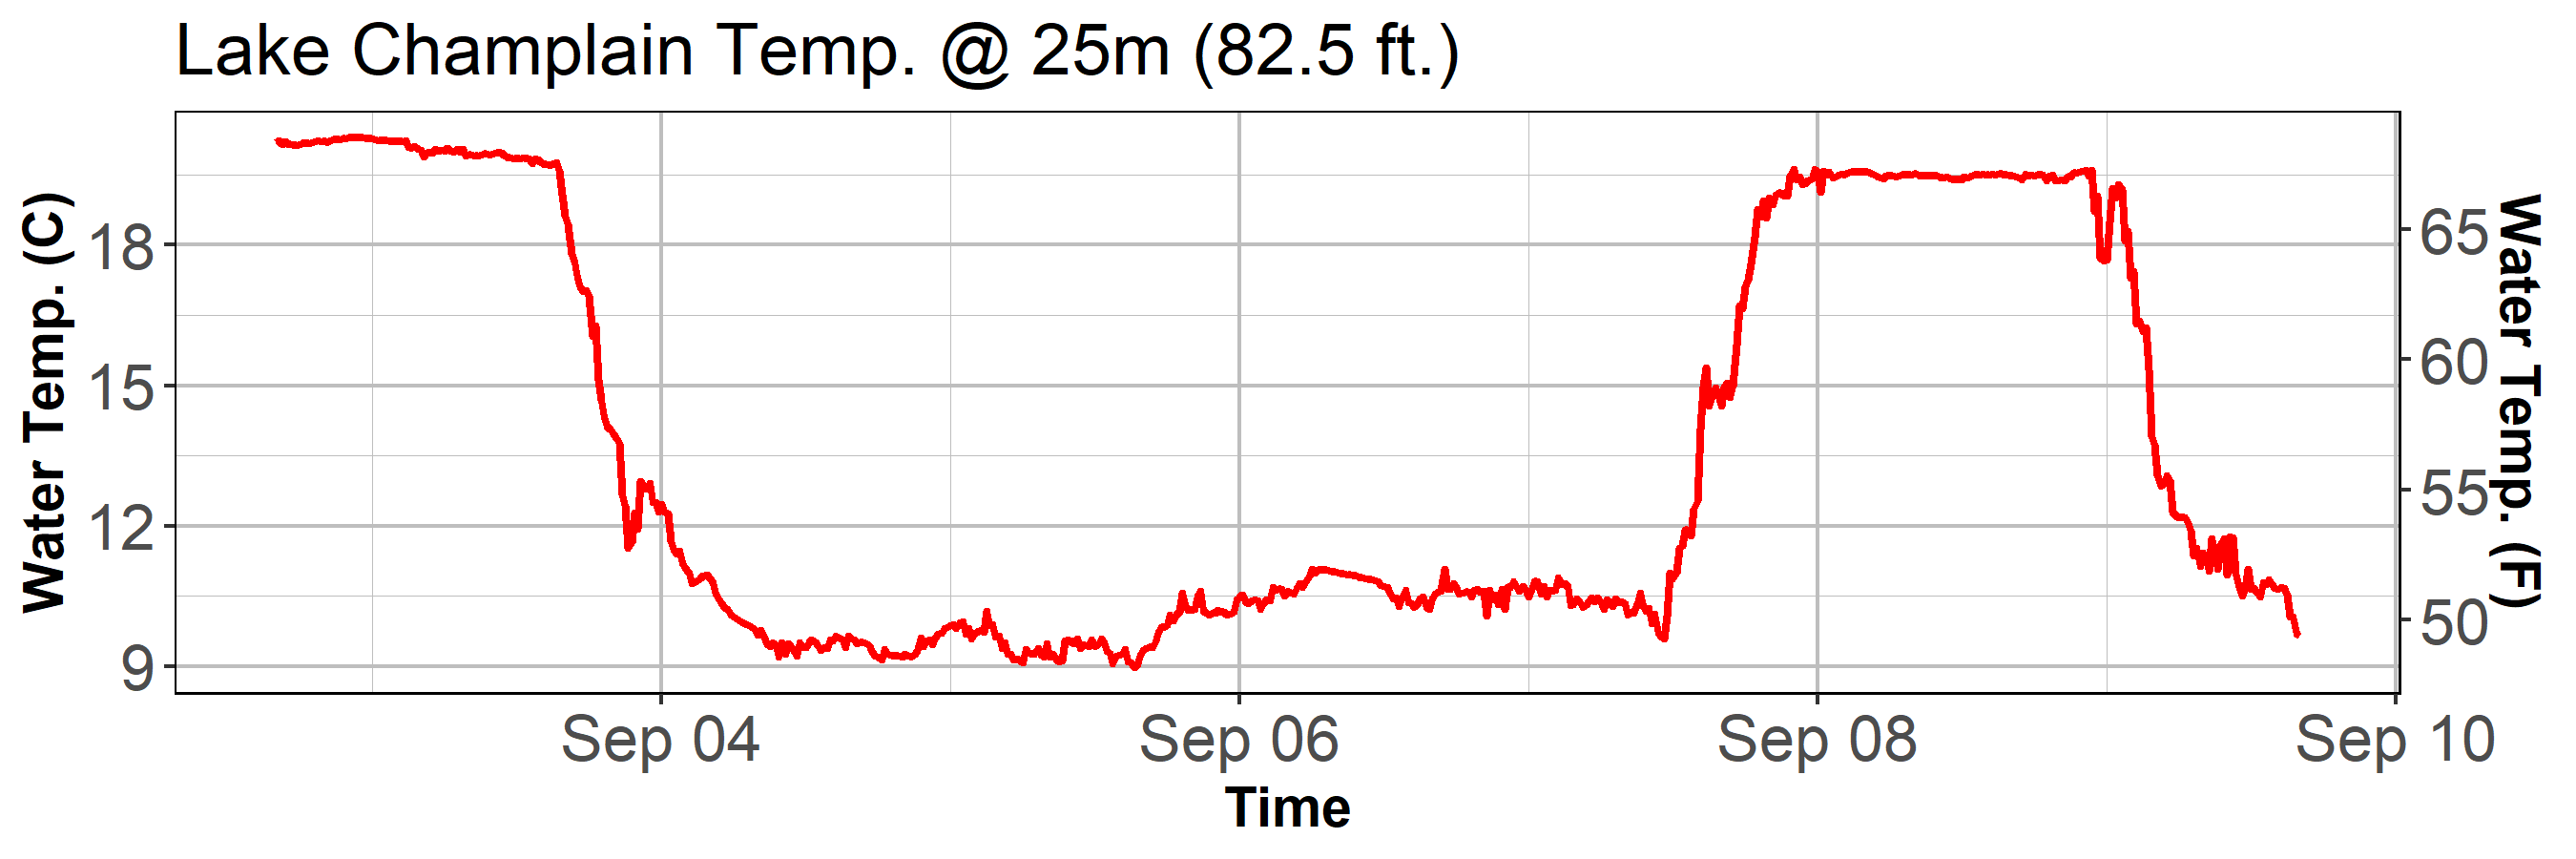 Lake Champlain Temp. @ 25m (82.5 ft.)
Water Temp. (C)
18
15
12
9
65
60
55
50
Water Temp. (F)
Sep 04
Sep 06
Sep 08
Sep 10
Time